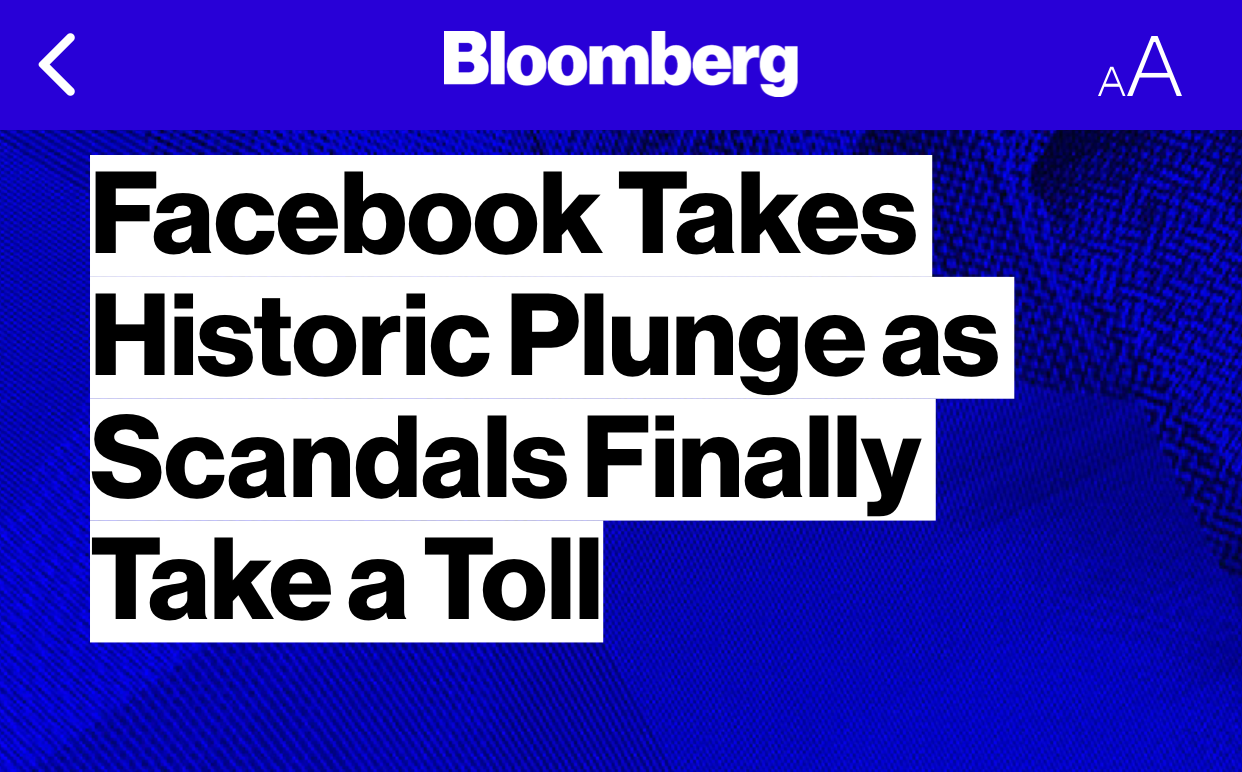 Bloomberg
AA
Facebook Takes
Historic Plunge as
Scandals Finally
Take a Toll